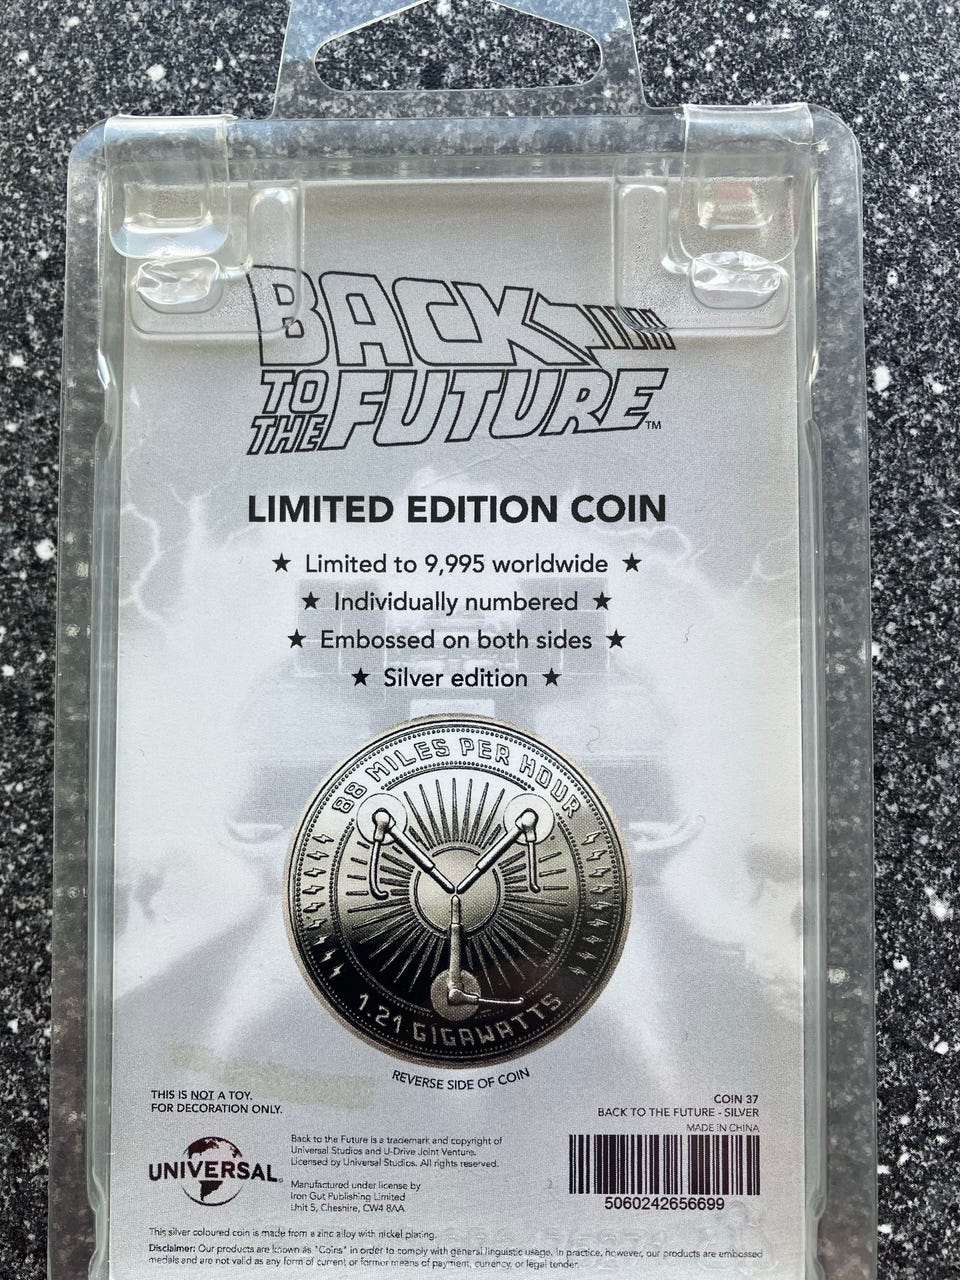 BACK
TO THE FUTURE™
LIMITED EDITION COIN
★ Limited to 9,995 worldwide ★
★ Individually numbered ★
★ Embossed on both sides ★
★ Silver edition ★
88 MILES PER HOUR
1.21 GIGAWATTS
REVERSE SIDE OF COIN
THIS IS NOT A TOY.
FOR DECORATION ONLY.
COIN 37
BACK TO THE FUTURE - SILVER
MADE IN CHINA
UNIVERSAL
Back to the Future is a trademark and copyright of
Universal Studios and U-Drive Joint Venture.
Licensed by Universal Studios. All rights reserved.
Manufactured under license by
Iron Gut Publishing Limited
Unit 5, Cheshire, CW4 8AA
5060242656699
This silver coloured coin is made from a zinc alloy with nickel plating.
Disclaimer: Our products are known as "Coins" in order to comply with general linguistic usage. In practice, however, our products are embossed
medals and are not valid as any form of current or former means of payment, currency, or legal tender.